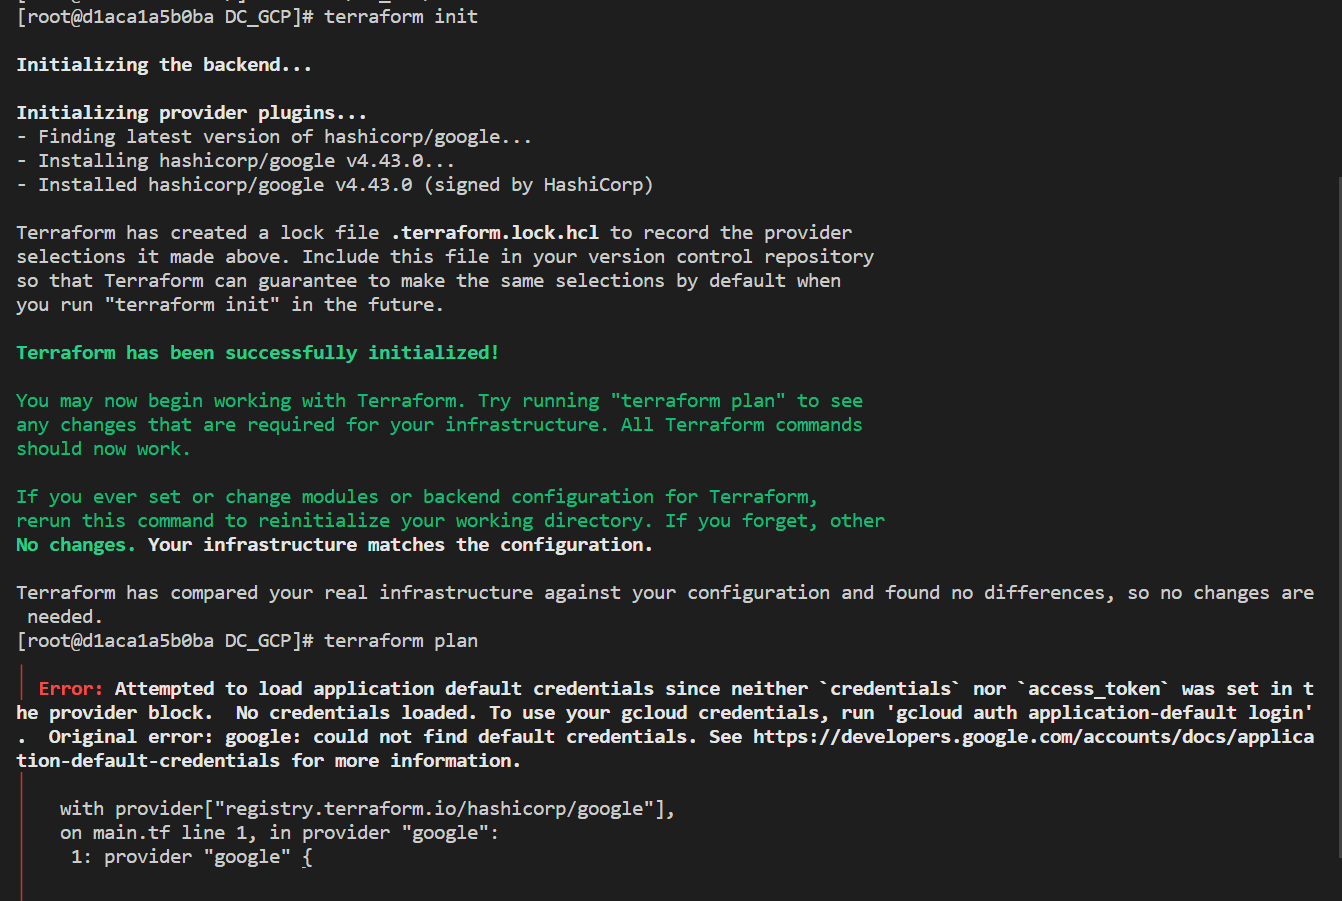 [root@d1aca1a5b0ba DC_GCP]# terraform init
Initializing the backend...
Initializing provider plugins...
- Finding latest version of hashicorp/google...
- Installing hashicorp/google v4.43.0...
- Installed hashicorp/google v4.43.0 (signed by HashiCorp)
Terraform has created a lock file .terraform.lock.hcl to record the provider
selections it made above. Include this file in your version control repository
so that Terraform can guarantee to make the same selections by default when
you run "terraform init" in the future.
Terraform has been successfully initialized!
You may now begin working with Terraform. Try running "terraform plan" to see
any changes that are required for your infrastructure. All Terraform commands
should now work.
If you ever set or change modules or backend configuration for Terraform,
rerun this command to reinitialize your working directory. If you forget, other
No changes. Your infrastructure matches the configuration.
Terraform has compared your real infrastructure against your configuration and found no differences, so no changes are
needed.
[root@d1aca1a5b0ba DC_GCP]# terraform plan
Error: Attempted to load application default credentials since neither `credentials` nor `access_token` was set in t
he provider block.  No credentials loaded. To use your gcloud credentials, run 'gcloud auth application-default login'
.  Original error: google: could not find default credentials. See https://developers.google.com/accounts/docs/applica
tion-default-credentials for more information.
with provider["registry.terraform.io/hashicorp/google"],
on main.tf line 1, in provider "google":
1: provider "google" {